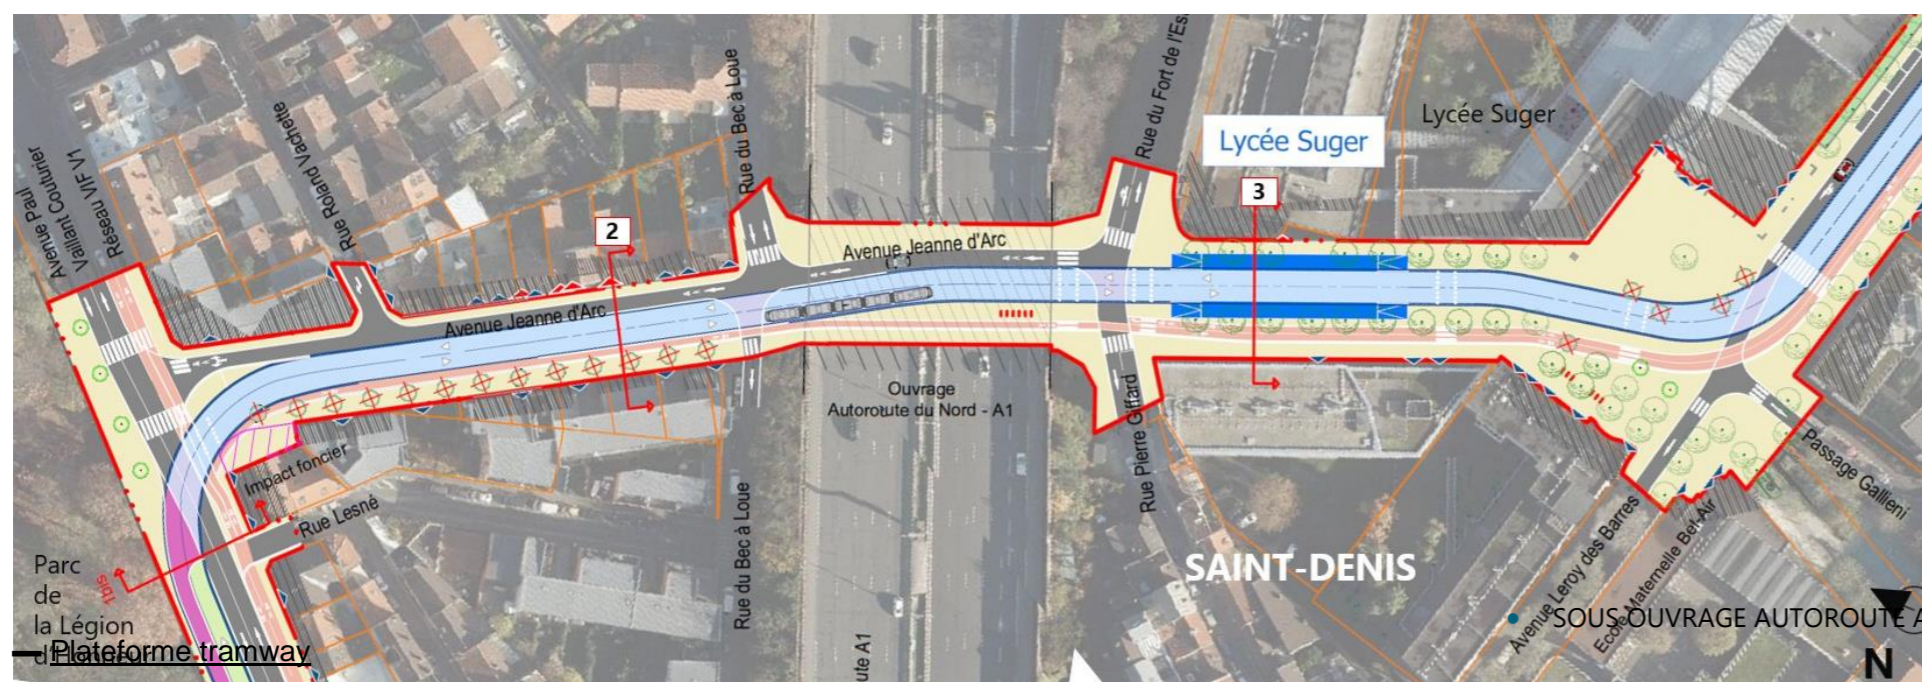 Avenue Paul
Vaillant Couturier
Réseau VIF V1
Rue Roland Vachette
2
Rue du Bec à Loue
Avenue Jeanne d'Arc
Avenue Jeanne d'Arc
Rue du Fort de l'Es
Lycée Suger
3
Lycée Suger
Ouvrage
Autoroute du Nord - A1
Impact foncier
Rue Lesné
1bis
Rue du Bec à Loue
ute A1
Rue Pierre Giffard
SAINT-DENIS
Avenue Leroy des Barres
Ecole Maternelle Bel-Air
Passage Gallieni
SOUS OUVRAGE AUTOROUTE A
Parc
de
la Légion
d'Honneur
Plateforme tramway
N